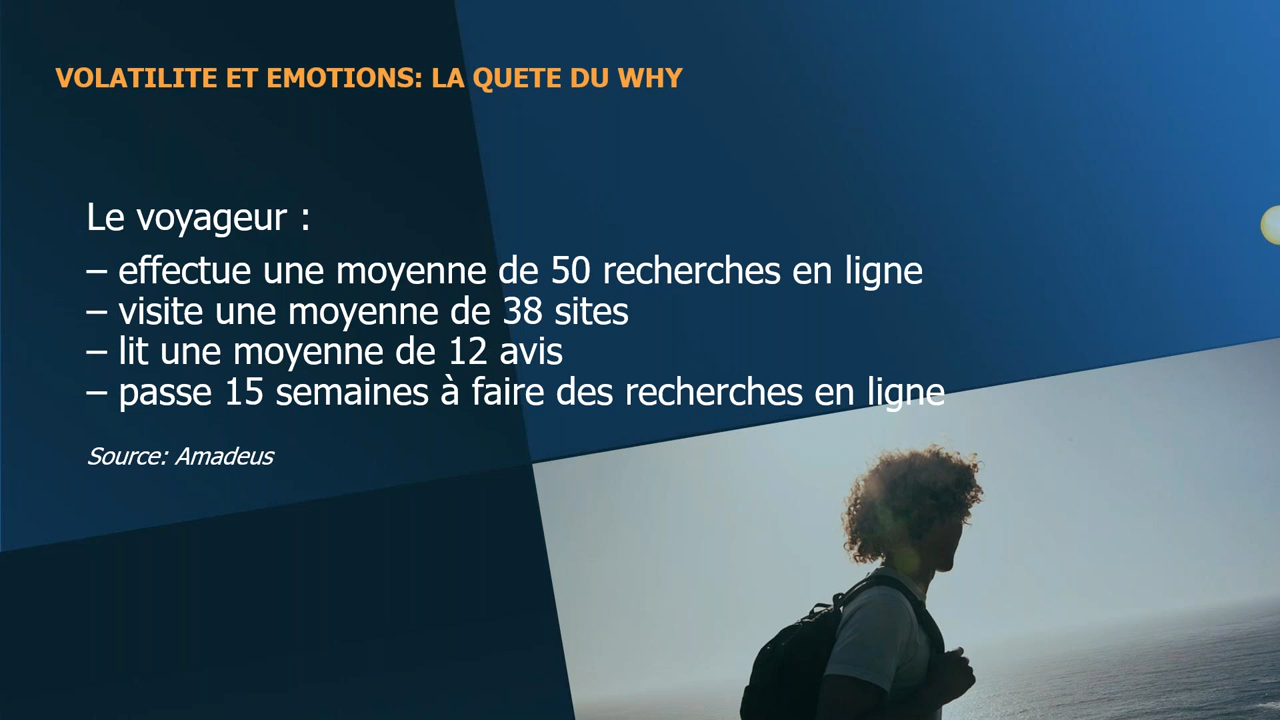 VOLATILITE ET EMOTIONS: LA QUETE DU WHY
Le voyageur :
– effectue une moyenne de 50 recherches en ligne
– visite une moyenne de 38 sites
– lit une moyenne de 12 avis
– passe 15 semaines à faire des recherches en ligne
Source: Amadeus